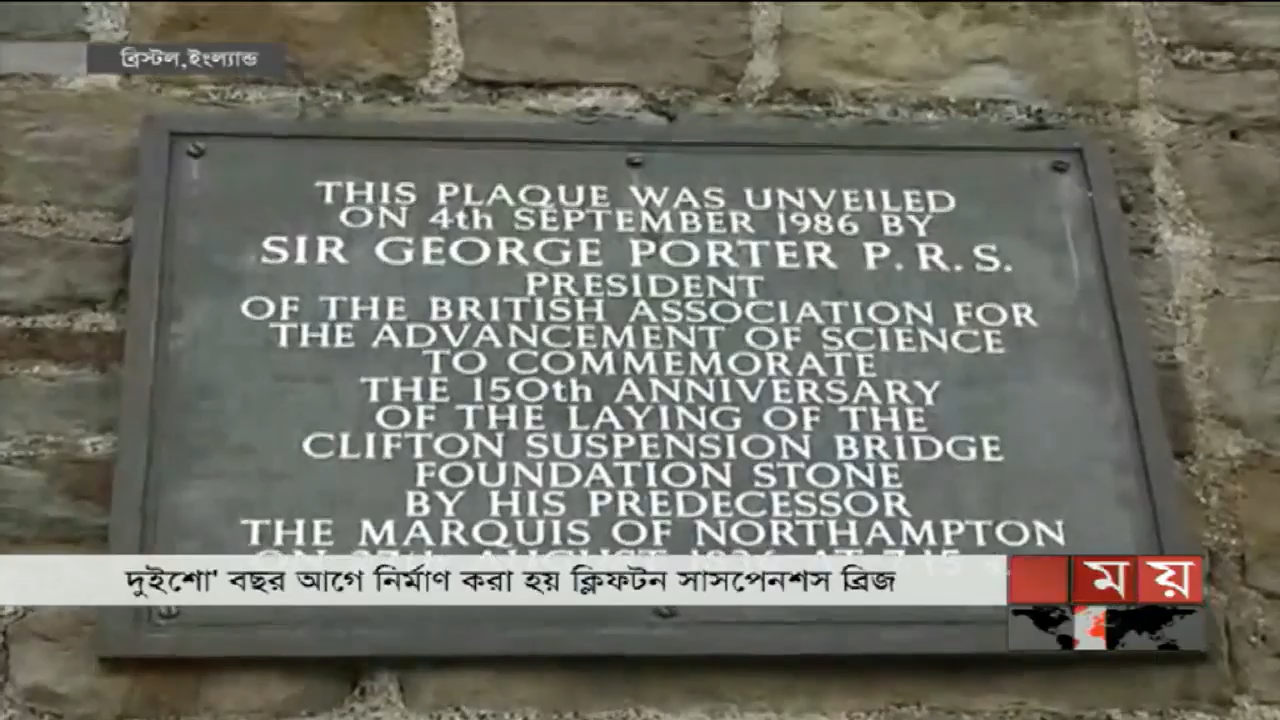 ব্রিস্টল,ইংল্যান্ড
THIS PLAQUE WAS UNVEILED
ON 4th SEPTEMBER 1986 BY
SIR GEORGE PORTER P.R.S.
PRESIDENT
OF THE BRITISH ASSOCIATION FOR
THE ADVANCEMENT OF SCIENCE
TO COMMEMORATE
THE 150th ANNIVERSARY
OF THE LAYING OF THE
CLIFTON SUSPENSION BRIDGE
FOUNDATION STONE
BY HIS PREDECESSOR
THE MARQUIS OF NORTHAMPTON
দুইশো' বছর আগে নির্মাণ করা হয় ক্লিফটন সাসপেনশস ব্রিজ
ময়